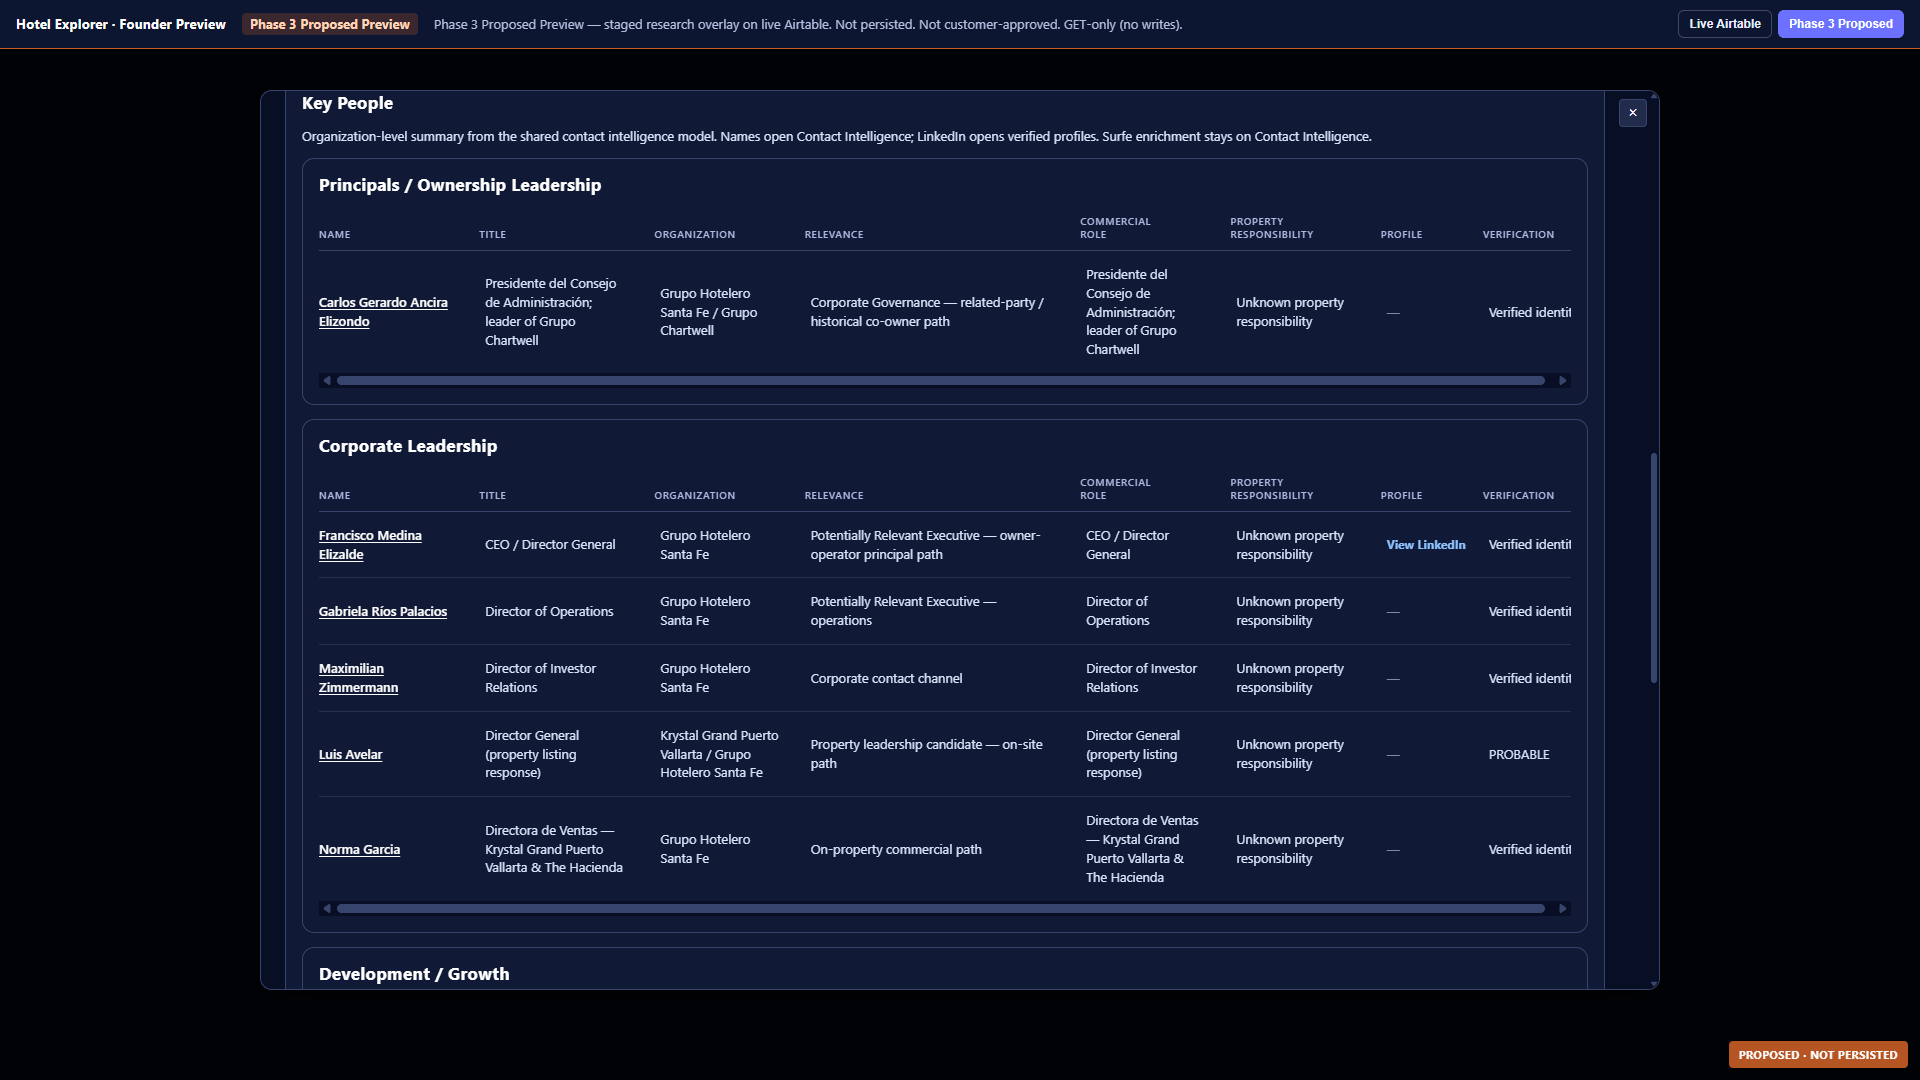 Hotel Explorer · Founder Preview
Phase 3 Proposed Preview
Phase 3 Proposed Preview — staged research overlay on live Airtable. Not persisted. Not customer-approved. GET-only (no writes).
Live Airtable
Phase 3 Proposed
Key People
×
Organization-level summary from the shared contact intelligence model. Names open Contact Intelligence; LinkedIn opens verified profiles. Surfe enrichment stays on Contact Intelligence.
Principals / Ownership Leadership
NAME
TITLE
ORGANIZATION
RELEVANCE
COMMERCIAL
ROLE
PROPERTY
RESPONSIBILITY
PROFILE
VERIFICATION
Carlos Gerardo Ancira
Elizondo
Presidente del Consejo
de Administración;
leader of Grupo
Chartwell
Grupo Hotelero
Santa Fe / Grupo
Chartwell
Corporate Governance — related-party /
historical co-owner path
Presidente del
Consejo de
Administración;
leader of Grupo
Chartwell
Unknown property
responsibility
—
Verified identit
Corporate Leadership
NAME
TITLE
ORGANIZATION
RELEVANCE
COMMERCIAL
ROLE
PROPERTY
RESPONSIBILITY
PROFILE
VERIFICATION
Francisco Medina
Elizalde
CEO / Director General
Grupo Hotelero
Santa Fe
Potentially Relevant Executive — owner-
operator principal path
CEO / Director
General
Unknown property
responsibility
View LinkedIn
Verified identit
Gabriela Ríos Palacios
Director of Operations
Grupo Hotelero
Santa Fe
Potentially Relevant Executive —
operations
Director of
Operations
Unknown property
responsibility
—
Verified identit
Maximilian
Zimmermann
Director of Investor
Relations
Grupo Hotelero
Santa Fe
Corporate contact channel
Director of Investor
Relations
Unknown property
responsibility
—
Verified identit
Luis Avelar
Director General
(property listing
response)
Krystal Grand Puerto
Vallarta / Grupo
Hotelero Santa Fe
Property leadership candidate — on-site
path
Director General
(property listing
response)
Unknown property
responsibility
—
PROBABLE
Norma Garcia
Directora de Ventas —
Krystal Grand Puerto
Vallarta & The Hacienda
Grupo Hotelero
Santa Fe
On-property commercial path
Directora de Ventas
— Krystal Grand
Puerto Vallarta &
The Hacienda
Unknown property
responsibility
—
Verified identit
Development / Growth
PROPOSED · NOT PERSISTED